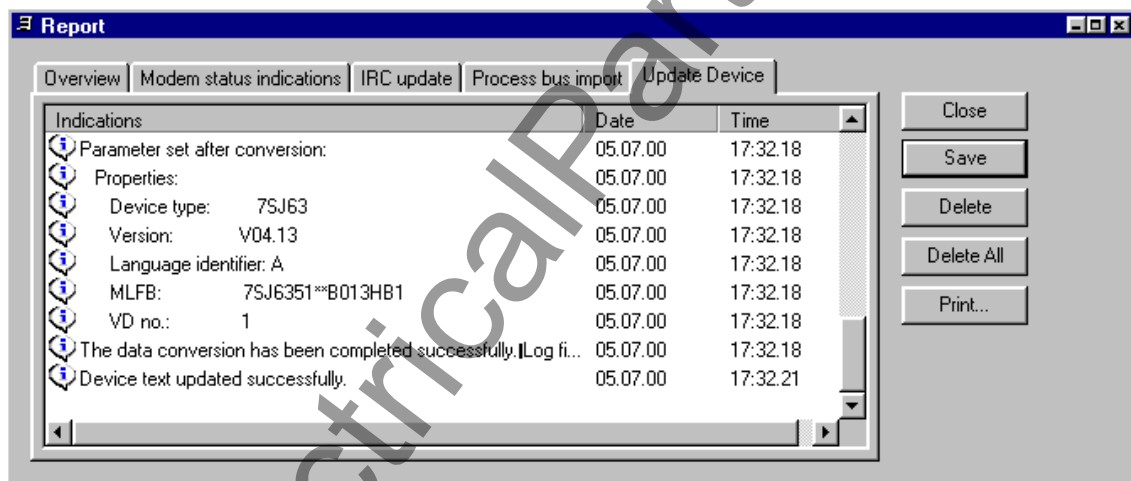 Report
Overview Modem status indications IRC update Process bus import Update Device
Indications Date Time
Parameter set after conversion: 05.07.00 17:32.18
Properties: 05.07.00 17:32.18
Device type: 7SJ63 05.07.00 17:32.18
Version: V04.13 05.07.00 17:32.18
Language identifier: A 05.07.00 17:32.18
MLFB: 7SJ6351**B013HB1 05.07.00 17:32.18
VD no.: 1 05.07.00 17:32.18
The data conversion has been completed successfully. Log fi... 05.07.00 17:32.18
Device text updated successfully. 05.07.00 17:32.21
Close
Save
Delete
Delete All
Print...
ctricalPar